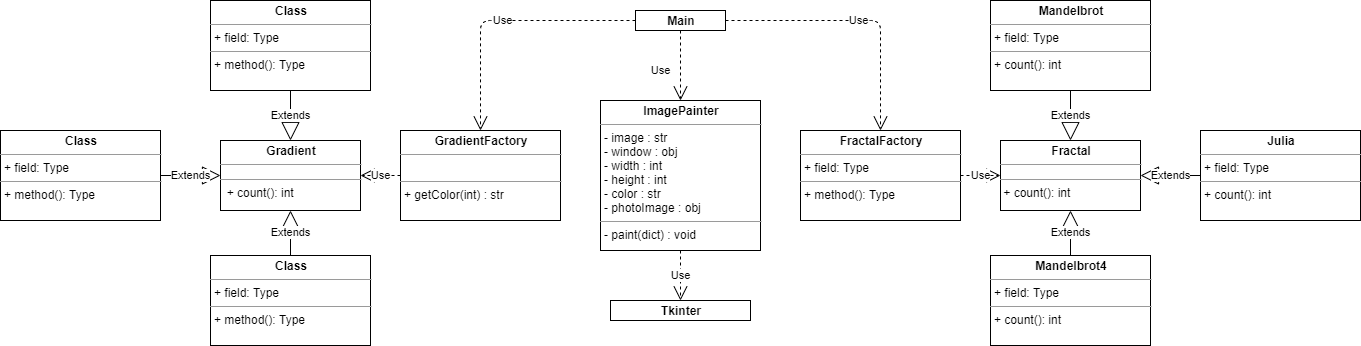 Class
+ field: Type
+ method(): Type
Extends
Class
+ field: Type
+ method(): Type
Extends
Gradient
+ count(): int
Extends
Class
+ field: Type
+ method(): Type
Use
GradientFactory
+ getColor(int) : str
Use
Main
Use
ImagePainter
- image : str
- window : obj
- width : int
- height : int
- color : str
- photoImage : obj
- paint(dict) : void
Use
Tkinter
Use
FractalFactory
+ field: Type
+ method(): Type
Use
Mandelbrot
+ field: Type
+ count(): int
Extends
Fractal
+ count(): int
Extends
Julia
+ field: Type
+ count(): int
Extends
Mandelbrot4
+ field: Type
+ count(): int